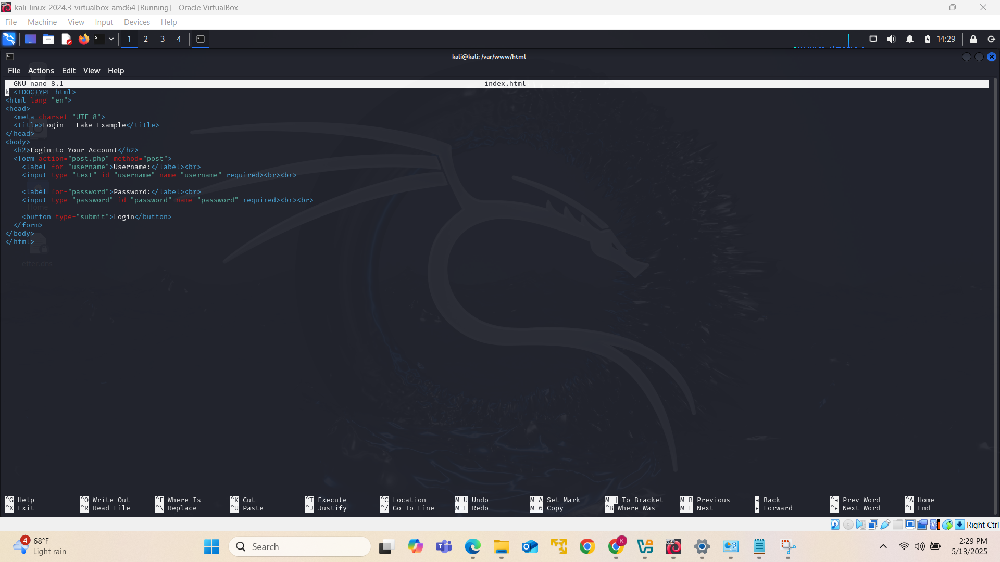 kali-linux-2024.3-virtualbox-amd64 [Running] - Oracle VirtualBox
File Machine View Input Devices Help
1 2 3 4 14:29
kali@kali: /var/www/html
File Actions Edit View Help
GNU nano 8.1 index.html
k <!DOCTYPE html>
<html lang="en">
<head>
<meta charset="UTF-8">
<title>Login - Fake Example</title>
</head>
<body>
<h2>Login to Your Account</h2>
<form action="post.php" method="post">
<label for="username">Username:</label><br>
<input type="text" id="username" name="username" required><br><br>
<label for="password">Password:</label><br>
<input type="password" id="password" name="password" required><br><br>
Home
<button type="submit">Login</button>
</form>
</body>
</html>
etter.dns
^G Help ^O Write Out ^F Where Is ^K Cut ^T Execute ^C Location M-U Undo M-A Set Mark M-] To Bracket M-B Previous ◂ Back ^◂ Prev Word ^A Home
^X Exit ^R Read File ^\ Replace ^U Paste ^J Justify ^/ Go To Line M-E Redo M-6 Copy ^B Where Was M-F Next ▸ Forward ^▸ Next Word ^E End
Right Ctrl
4 68°F
Light rain
Search
K
x64
2:29 PM
5/13/2025